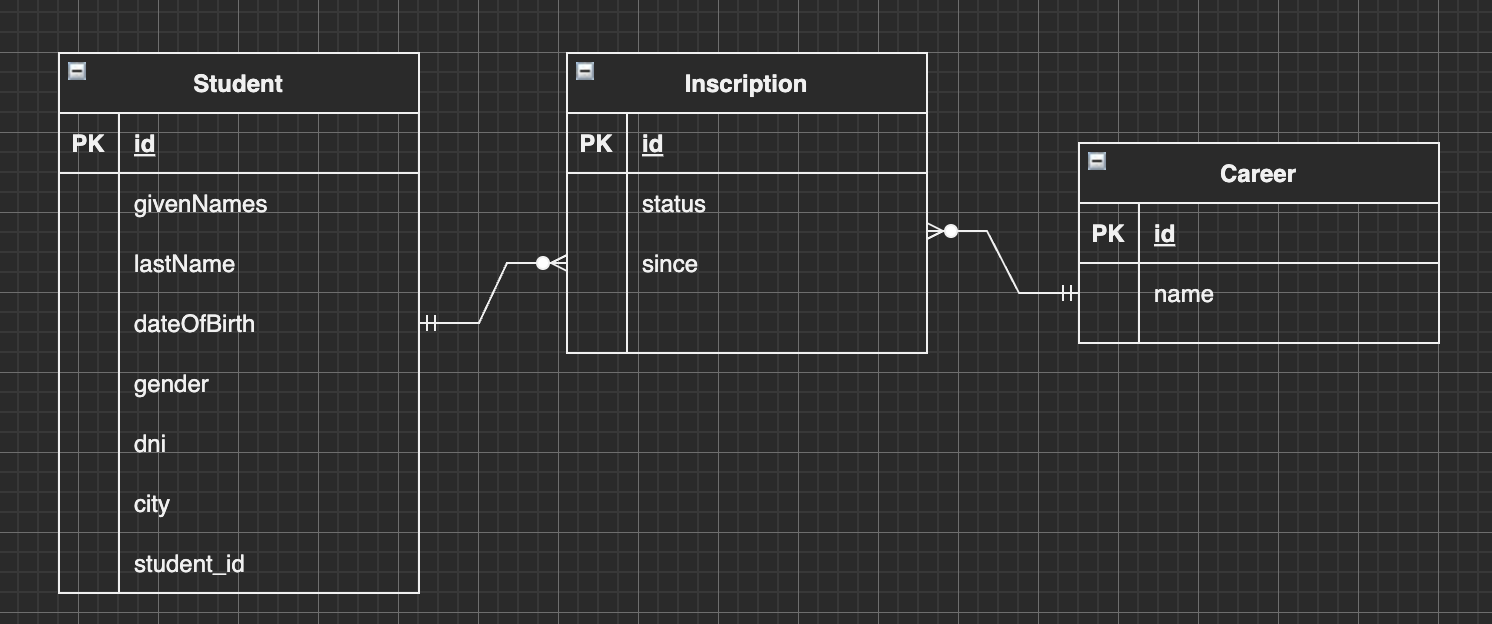 Student
PK id
givenNames
lastName
dateOfBirth
gender
dni
city
student_id
Inscription
PK id
status
since
Career
PK id
name